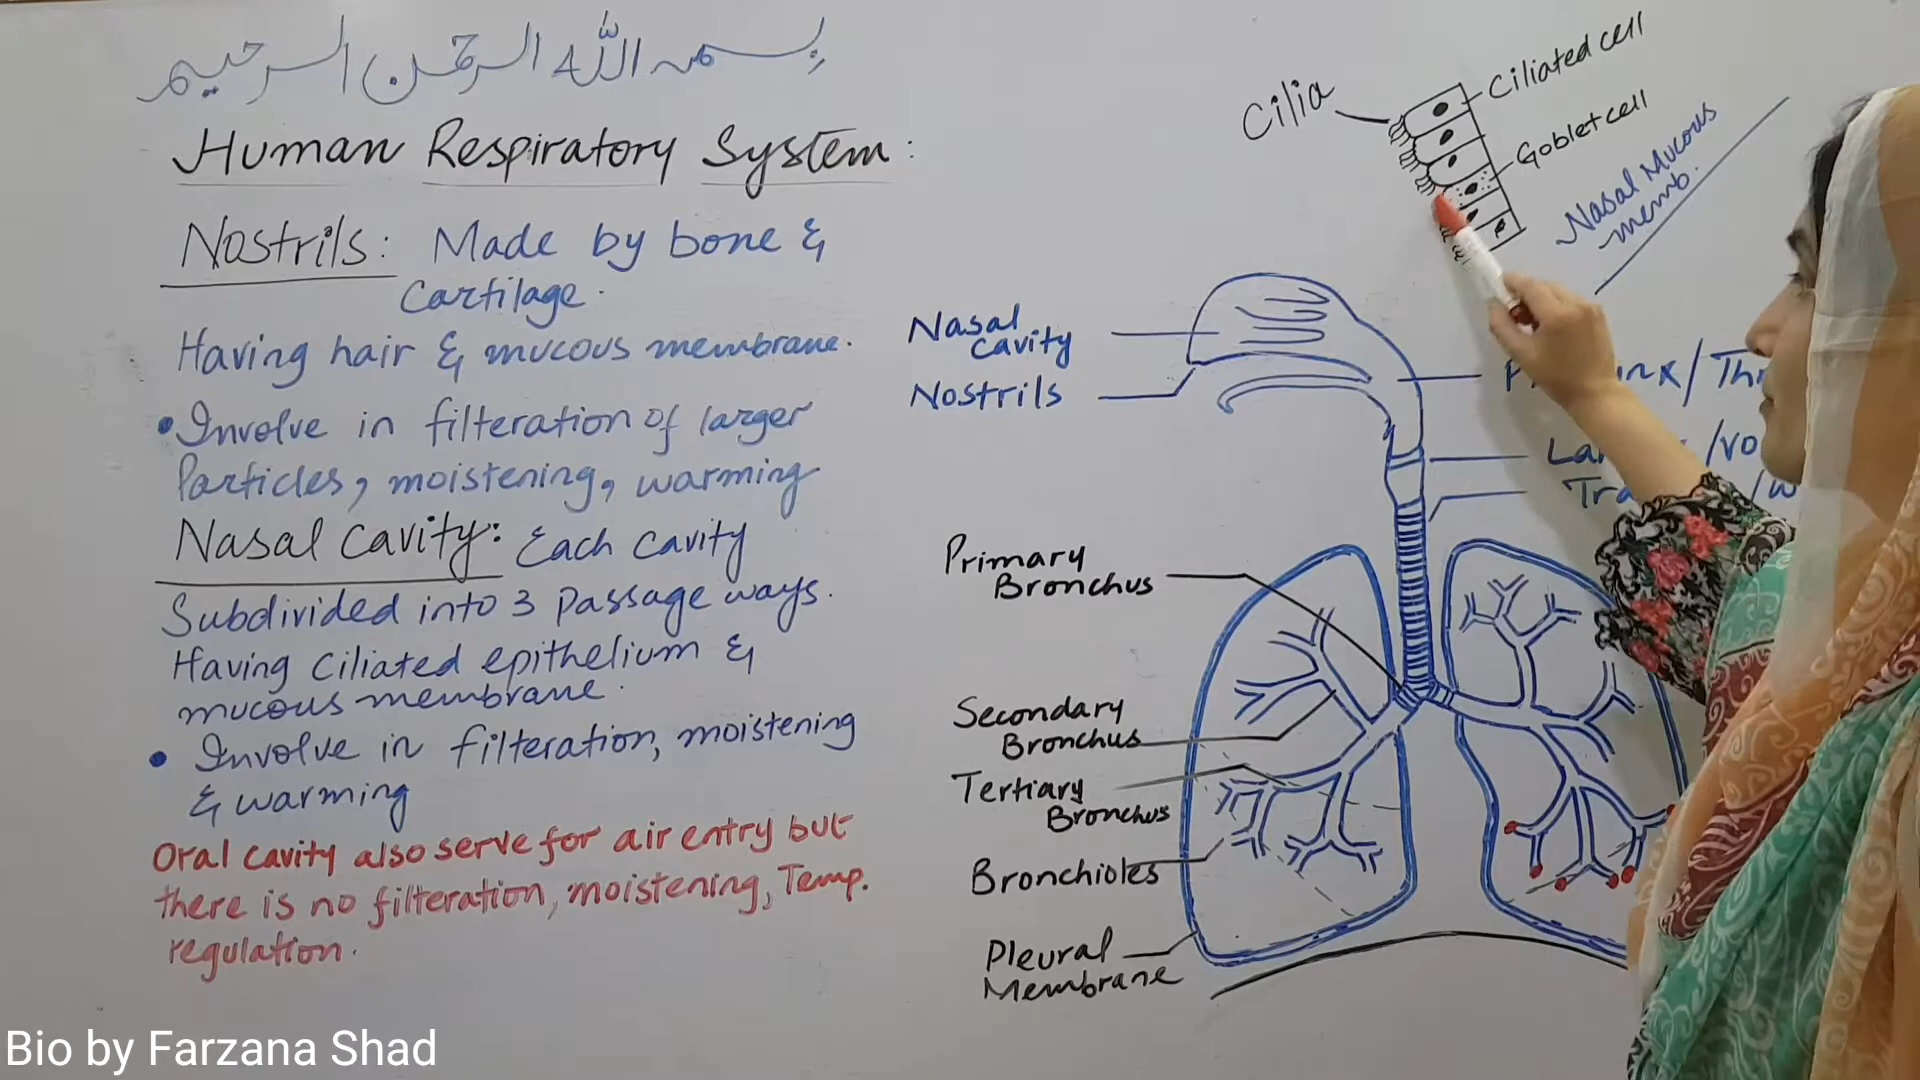 بسم الله الرحمن الرحيم
Human Respiratory System:
Nostrils: Made by bone &
Cartilage.
Having hair & mucous membrane.
• Involve in filteration of larger
Particles, moistening, warming
Nasal cavity: Each cavity
Subdivided into 3 passage ways.
Having ciliated epithelium &
mucous membrane.
• Involve in filteration, moistening
& warming
Oral cavity also serve for air entry but
there is no filteration, moistening, Temp.
regulation.
Cilia
Ciliated cell
Goblet cell
Nasal Mucous
memb.
Nasal
cavity
Nostrils
Primary
Bronchus
Secondary
Bronchus
Tertiary
Bronchus
Bronchioles
Pleural
Membrane
Bio by Farzana Shad